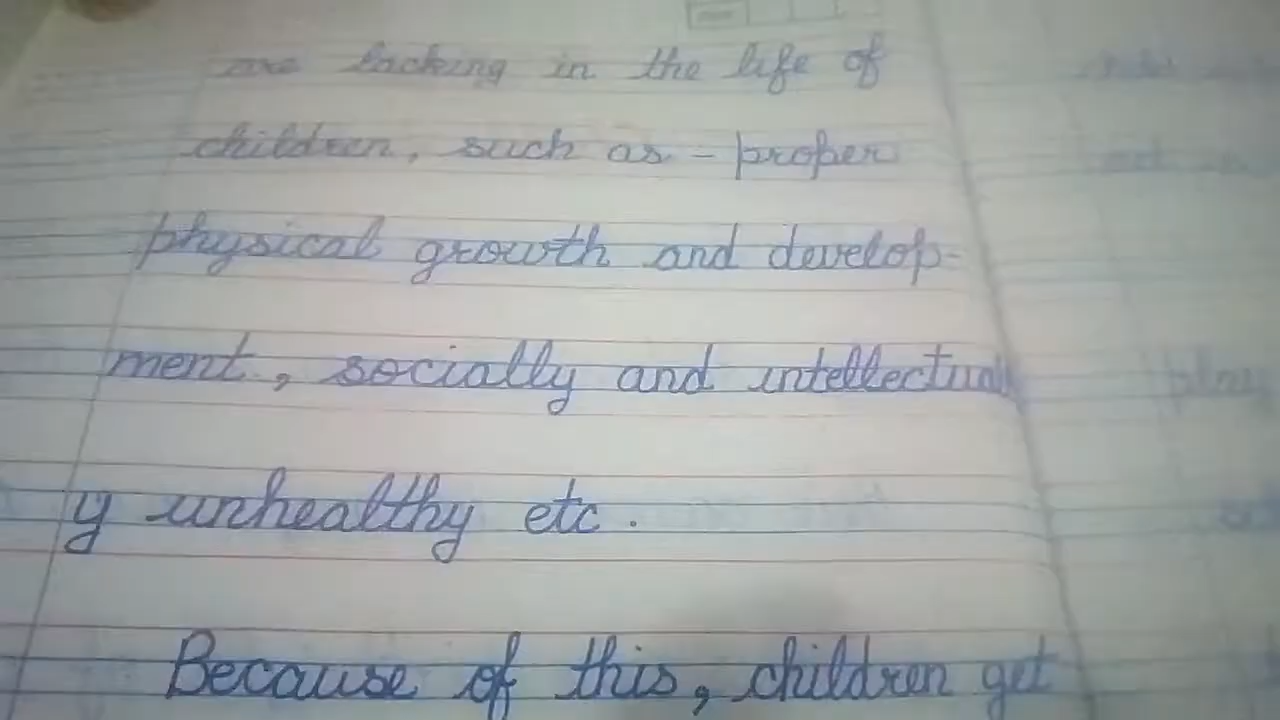 are lacking in the life of
children, such as - proper
physical growth and develop-
ment, socially and intellectuall
y unhealthy etc.
Because of this, children get